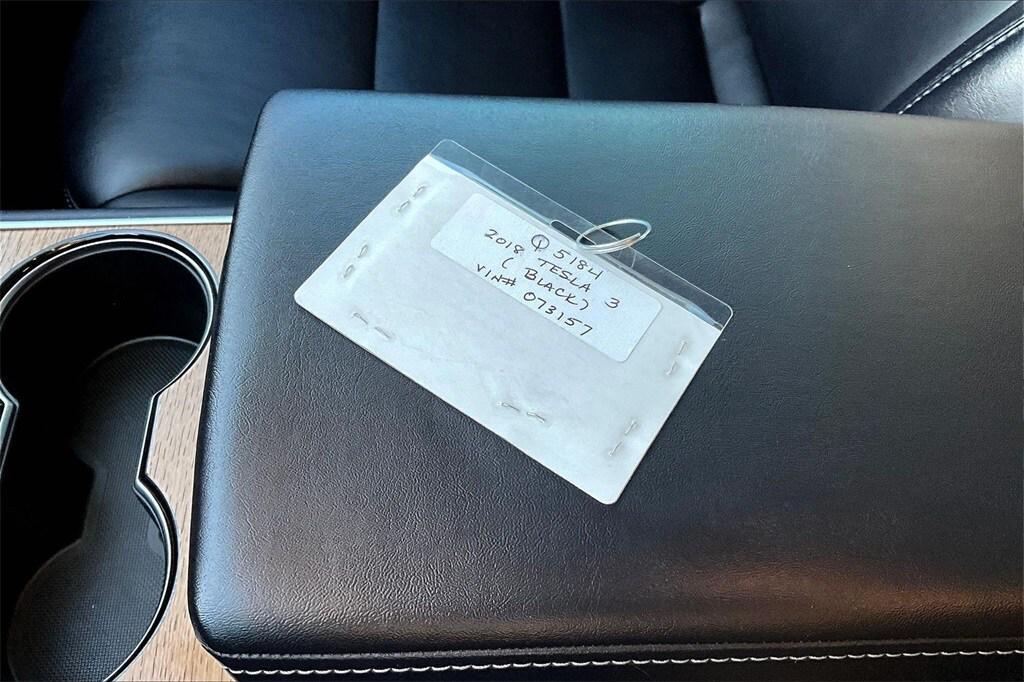 Φ 5184
2018 TESLA 3
( BLACK)
VIN# 073157